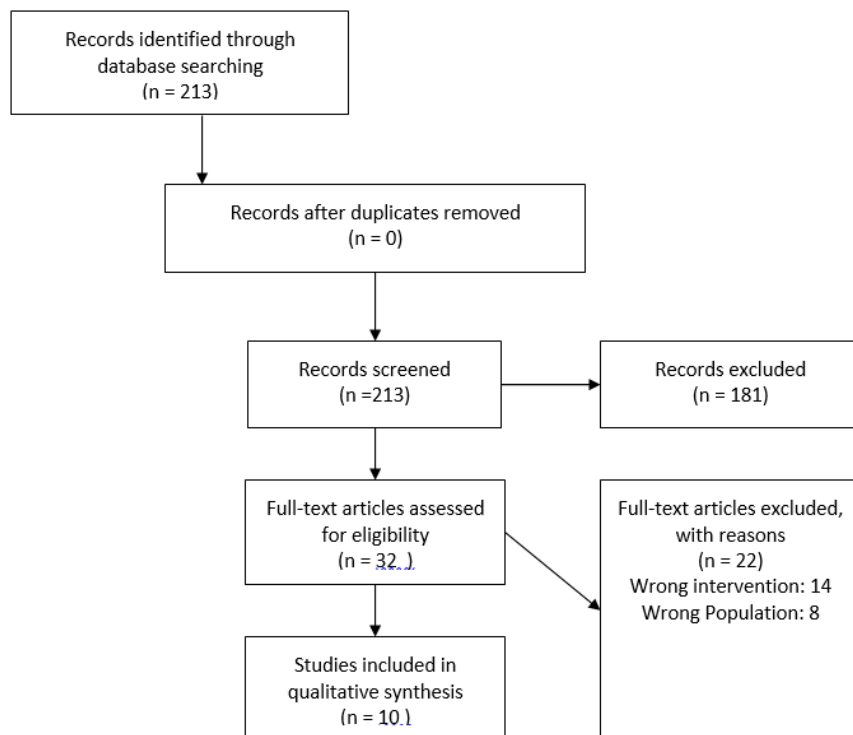 Records identified through
database searching
(n = 213)
Records after duplicates removed
(n = 0)
Records screened
(n =213)
Records excluded
(n = 181)
Full-text articles assessed
for eligibility
(n = 32 )
Full-text articles excluded,
with reasons
(n = 22)
Wrong intervention: 14
Wrong Population: 8
Studies included in
qualitative synthesis
(n = 10 )